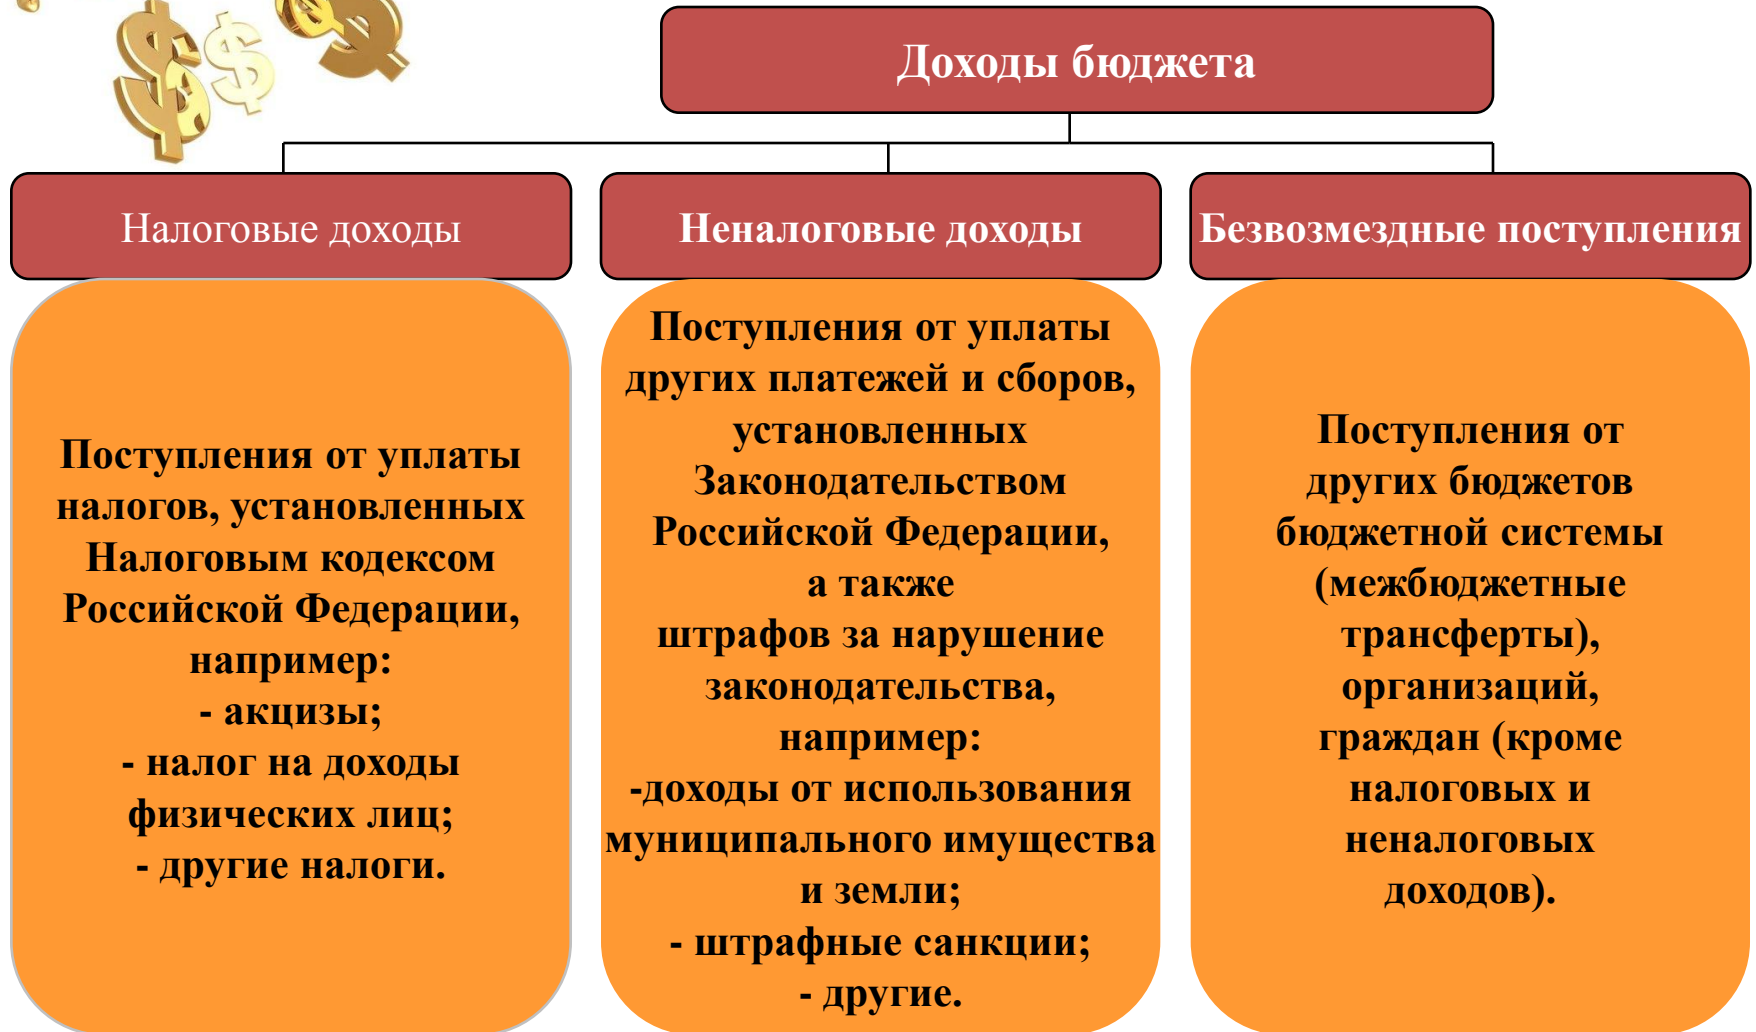 Доходы бюджета
Налоговые доходы
Поступления от уплаты
налогов, установленных
Налоговым кодексом
Российской Федерации,
например:
- акцизы;
- налог на доходы
физических лиц;
- другие налоги.
Неналоговые доходы
Поступления от уплаты
других платежей и сборов,
установленных
Законодательством
Российской Федерации,
а также
штрафов за нарушение
законодательства,
например:
-доходы от использования
муниципального имущества
и земли;
- штрафные санкции;
- другие.
Безвозмездные поступления
Поступления от
других бюджетов
бюджетной системы
(межбюджетные
трансферты),
организаций,
граждан (кроме
налоговых и
неналоговых
доходов).